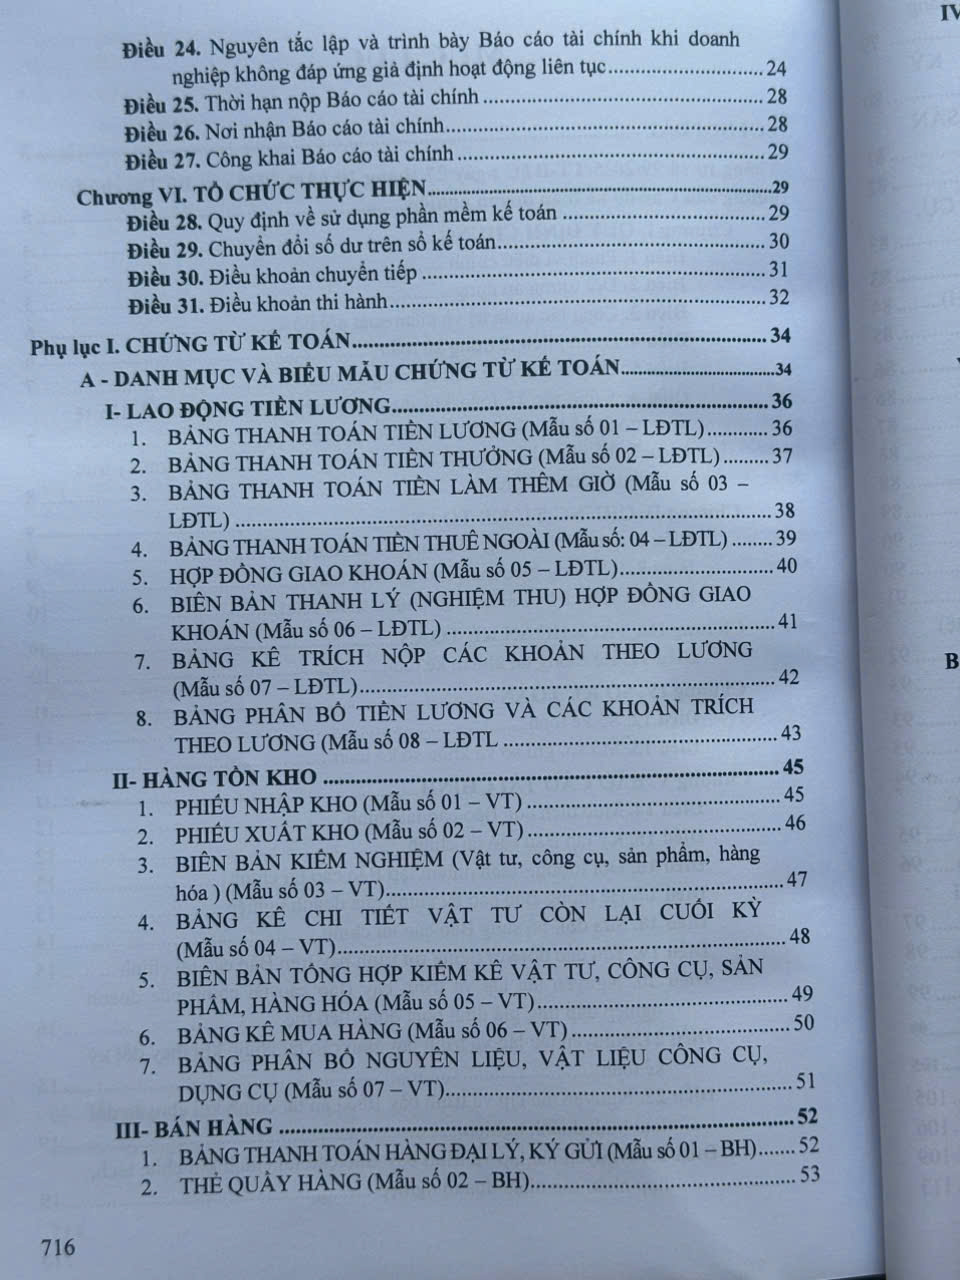 Điều 24. Nguyên tắc lập và trình bày Báo cáo tài chính khi doanh
nghiệp không đáp ứng giả định hoạt động liên tục............................24
Điều 25. Thời hạn nộp Báo cáo tài chính..................................................28
Điều 26. Nơi nhận Báo cáo tài chính.........................................................28
Điều 27. Công khai Báo cáo tài chính.......................................................29
Chương VI. TỔ CHỨC THỰC HIỆN...............................................................29
Điều 28. Quy định về sử dụng phần mềm kế toán.....................................29
Điều 29. Chuyển đổi số dư trên sổ kế toán................................................30
Điều 30. Điều khoản chuyển tiếp...............................................................31
Điều 31. Điều khoản thi hành....................................................................32
Phụ lục I. CHỨNG TỪ KẾ TOÁN...........................................................................34
A - DANH MỤC VÀ BIỂU MẪU CHỨNG TỪ KẾ TOÁN.............................34
I- LAO ĐỘNG TIỀN LƯƠNG....................................................................36
1. BẢNG THANH TOÁN TIỀN LƯƠNG (Mẫu số 01 – LĐTL)............36
2. BẢNG THANH TOÁN TIỀN THƯỞNG (Mẫu số 02 – LĐTL).........37
3. BẢNG THANH TOÁN TIỀN LÀM THÊM GIỜ (Mẫu số 03 –
LĐTL)..................................................................................................38
4. BẢNG THANH TOÁN TIỀN THUÊ NGOÀI (Mẫu số: 04 – LĐTL)........39
5. HỢP ĐỒNG GIAO KHOÁN (Mẫu số 05 – LĐTL)............................40
6. BIÊN BẢN THANH LÝ (NGHIỆM THU) HỢP ĐỒNG GIAO
KHOÁN (Mẫu số 06 – LĐTL)............................................................41
7. BẢNG KÊ TRÍCH NỘP CÁC KHOẢN THEO LƯƠNG
(Mẫu số 07 – LĐTL)...........................................................................42
8. BẢNG PHÂN BỔ TIỀN LƯƠNG VÀ CÁC KHOẢN TRÍCH
THEO LƯƠNG (Mẫu số 08 – LĐTL..................................................43
II- HÀNG TỒN KHO.................................................................................45
1. PHIẾU NHẬP KHO (Mẫu số 01 – VT)..............................................45
2. PHIẾU XUẤT KHO (Mẫu số 02 – VT)..............................................46
3. BIÊN BẢN KIỂM NGHIỆM (Vật tư, công cụ, sản phẩm, hàng
hóa ) (Mẫu số 03 – VT).......................................................................47
4. BẢNG KÊ CHI TIẾT VẬT TƯ CÒN LẠI CUỐI KỲ
(Mẫu số 04 – VT)................................................................................48
5. BIÊN BẢN TỔNG HỢP KIỂM KÊ VẬT TƯ, CÔNG CỤ, SẢN
PHẨM, HÀNG HÓA (Mẫu số 05 – VT)............................................49
6. BẢNG KÊ MUA HÀNG (Mẫu số 06 – VT)......................................50
7. BẢNG PHÂN BỔ NGUYÊN LIỆU, VẬT LIỆU CÔNG CỤ,
DỤNG CỤ (Mẫu số 07 – VT).............................................................51
III- BÁN HÀNG.........................................................................................52
1. BẢNG THANH TOÁN HÀNG ĐẠI LÝ, KÝ GỬI (Mẫu số 01 – BH).......52
2. THẺ QUẦY HÀNG (Mẫu số 02 – BH)..............................................53
716
IV
B